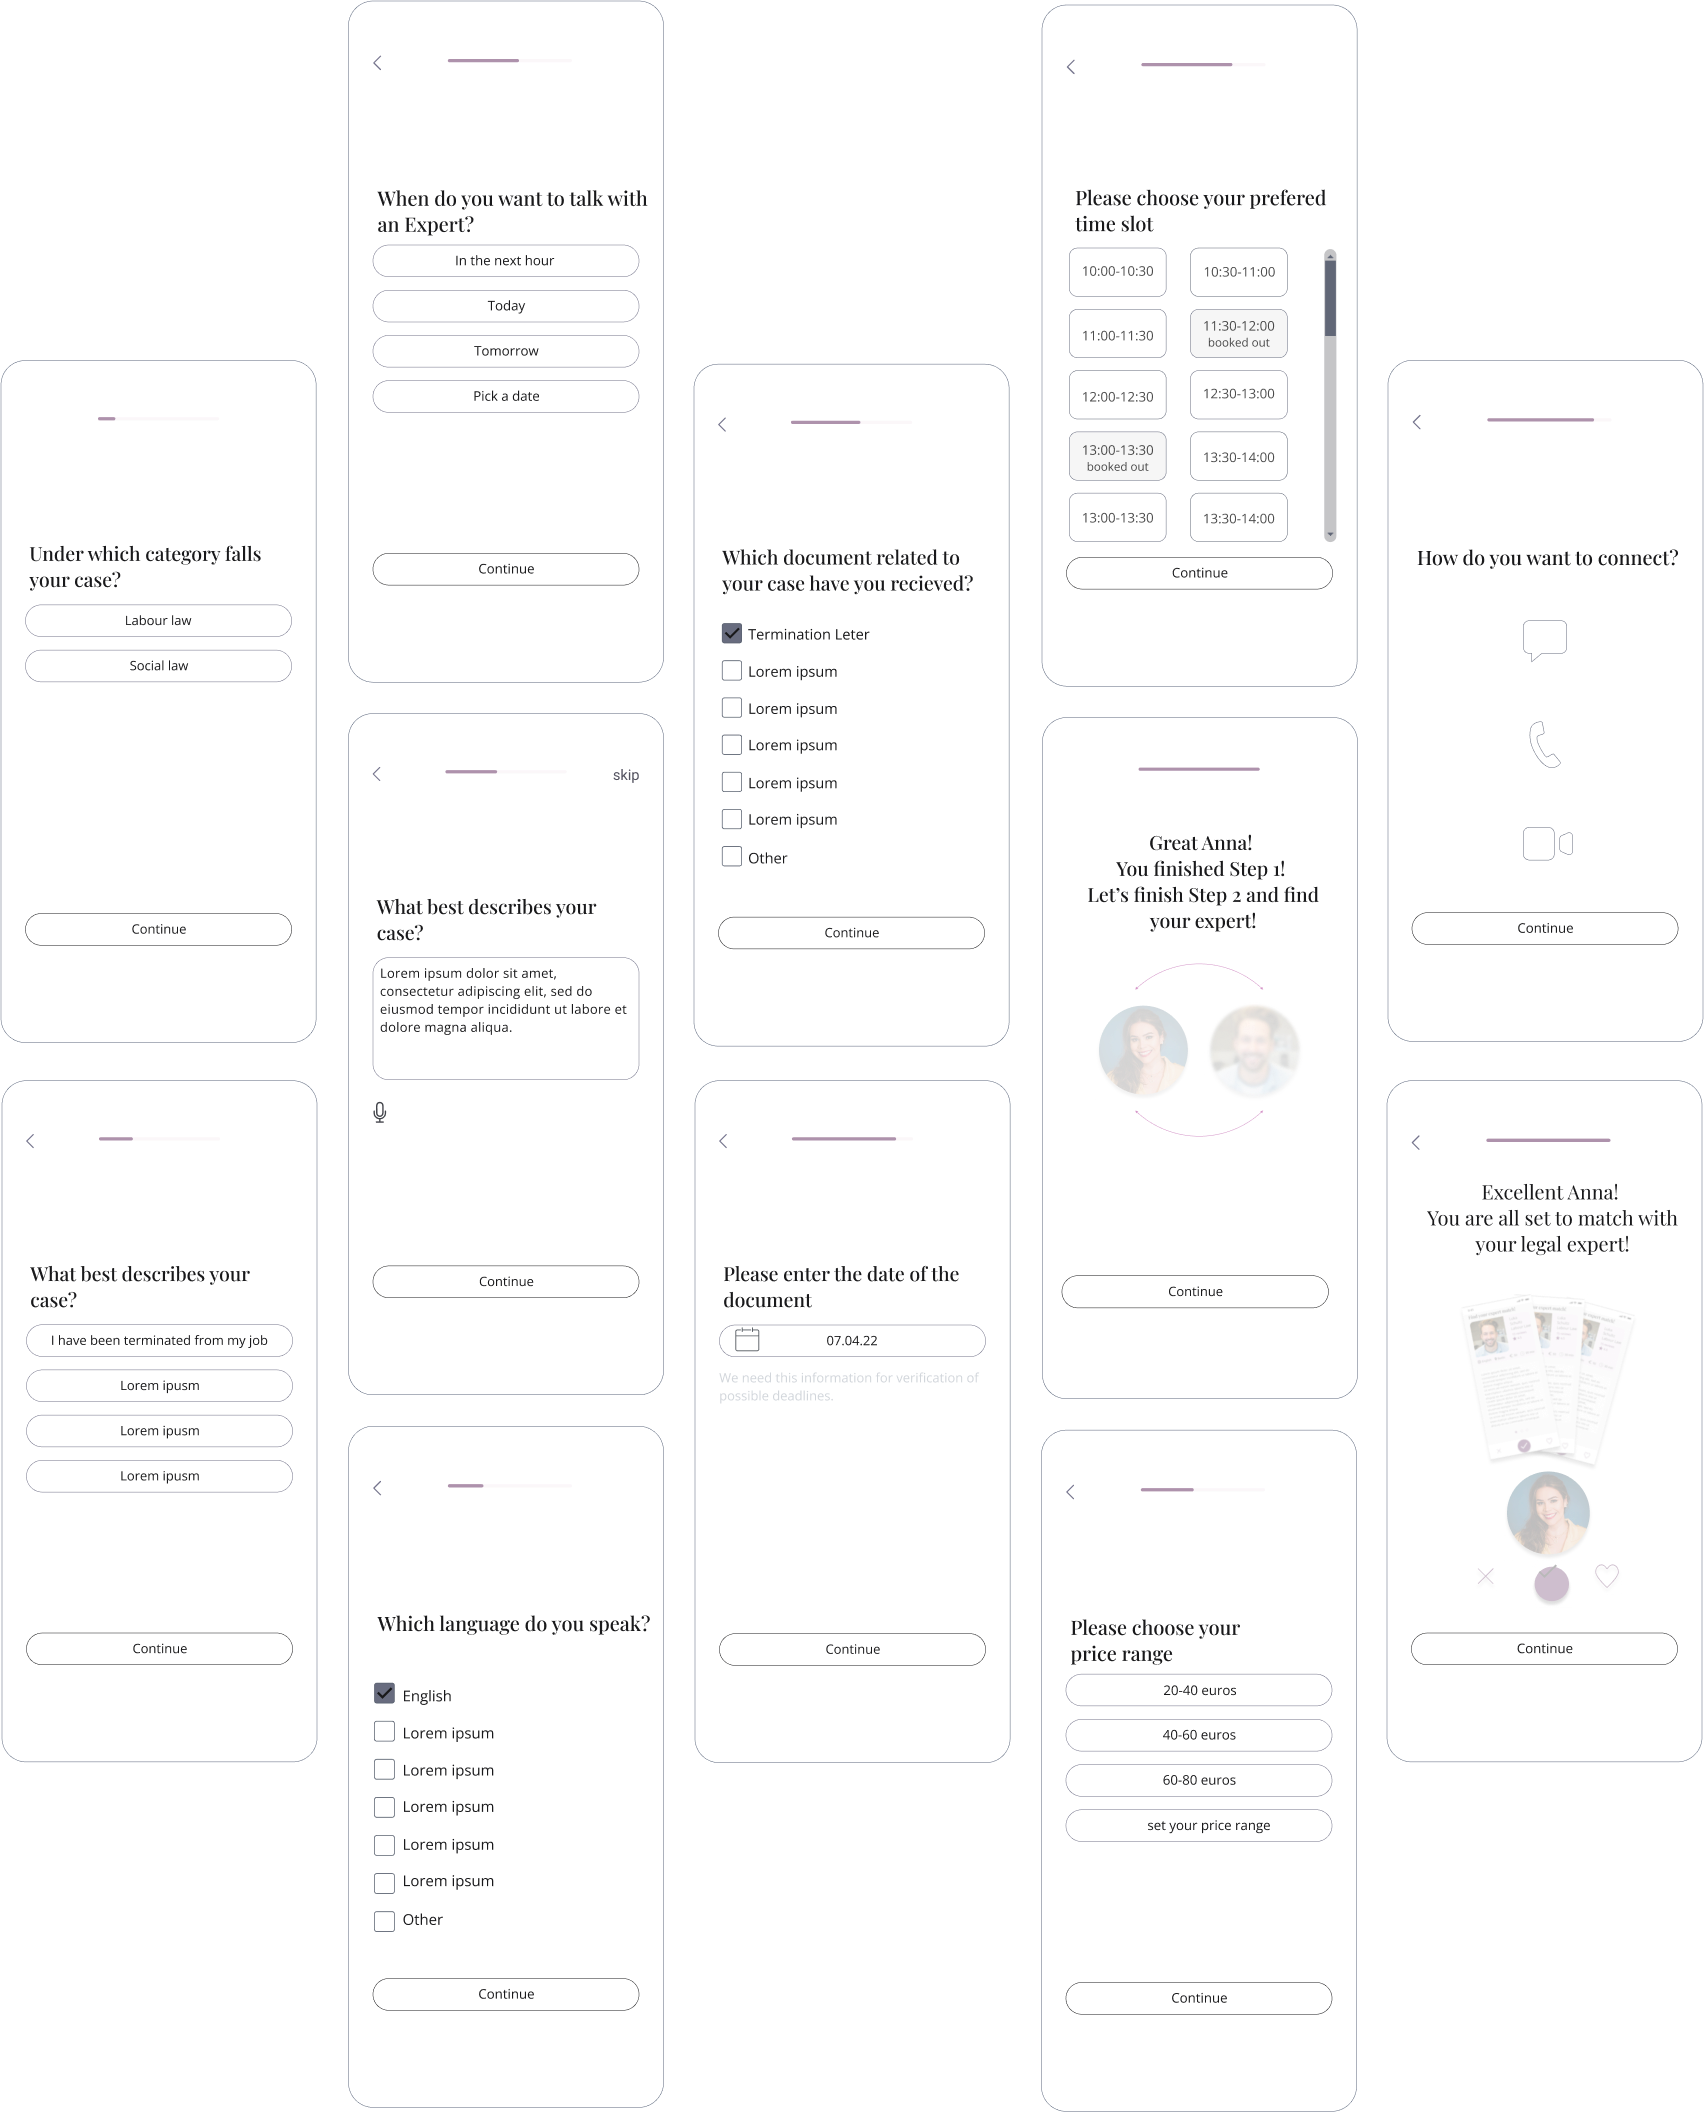 Under which category falls
your case?
Labour law
Social law
Continue
What best describes your
case?
I have been terminated from my job
Lorem ipusm
Lorem ipusm
Lorem ipusm
Continue
When do you want to talk with
an Expert?
In the next hour
Today
Tomorrow
Pick a date
Continue
skip
What best describes your
case?
Lorem ipsum dolor sit amet,
consectetur adipiscing elit, sed do
eiusmod tempor incididunt ut labore et
dolore magna aliqua.
Continue
Which language do you speak?
English
Lorem ipsum
Lorem ipsum
Lorem ipsum
Lorem ipsum
Lorem ipsum
Other
Continue
Which document related to
your case have you recieved?
Termination Leter
Lorem ipsum
Lorem ipsum
Lorem ipsum
Lorem ipsum
Lorem ipsum
Other
Continue
Please enter the date of the
document
07.04.22
We need this information for verification of
possible deadlines.
Continue
Please choose your prefered
time slot
10:00-10:30
10:30-11:00
11:00-11:30
11:30-12:00
booked out
12:00-12:30
12:30-13:00
13:00-13:30
booked out
13:30-14:00
13:00-13:30
13:30-14:00
Continue
Great Anna!
You finished Step 1!
Let’s finish Step 2 and find
your expert!
Continue
Please choose your
price range
20-40 euros
40-60 euros
60-80 euros
set your price range
Continue
How do you want to connect?
Continue
Excellent Anna!
You are all set to match with
your legal expert!
Continue